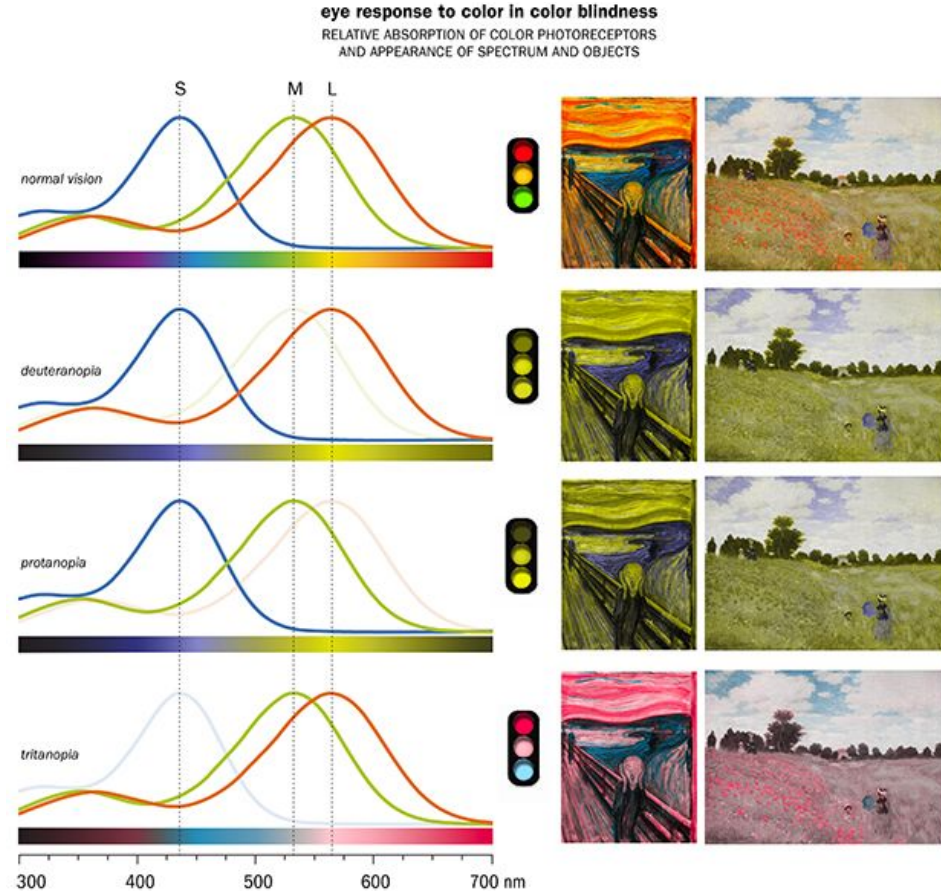 eye response to color in color blindness
RELATIVE ABSORPTION OF COLOR PHOTORECEPTORS
AND APPEARANCE OF SPECTRUM AND OBJECTS
S M L
normal vision
deuteranopia
protanopia
tritanopia
300 400 500 600 700 nm